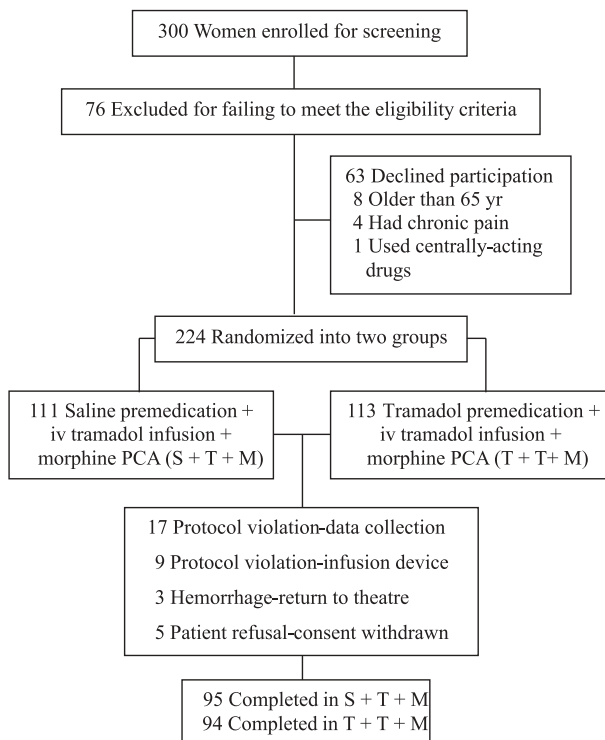 300 Women enrolled for screening
76 Excluded for failing to meet the eligibility criteria
63 Declined participation
8 Older than 65 yr
4 Had chronic pain
1 Used centrally-acting
drugs
224 Randomized into two groups
111 Saline premedication +
iv tramadol infusion +
morphine PCA (S + T + M)
113 Tramadol premedication +
iv tramadol infusion +
morphine PCA (T + T+ M)
17 Protocol violation-data collection
9 Protocol violation-infusion device
3 Hemorrhage-return to theatre
5 Patient refusal-consent withdrawn
95 Completed in S + T + M
94 Completed in T + T + M